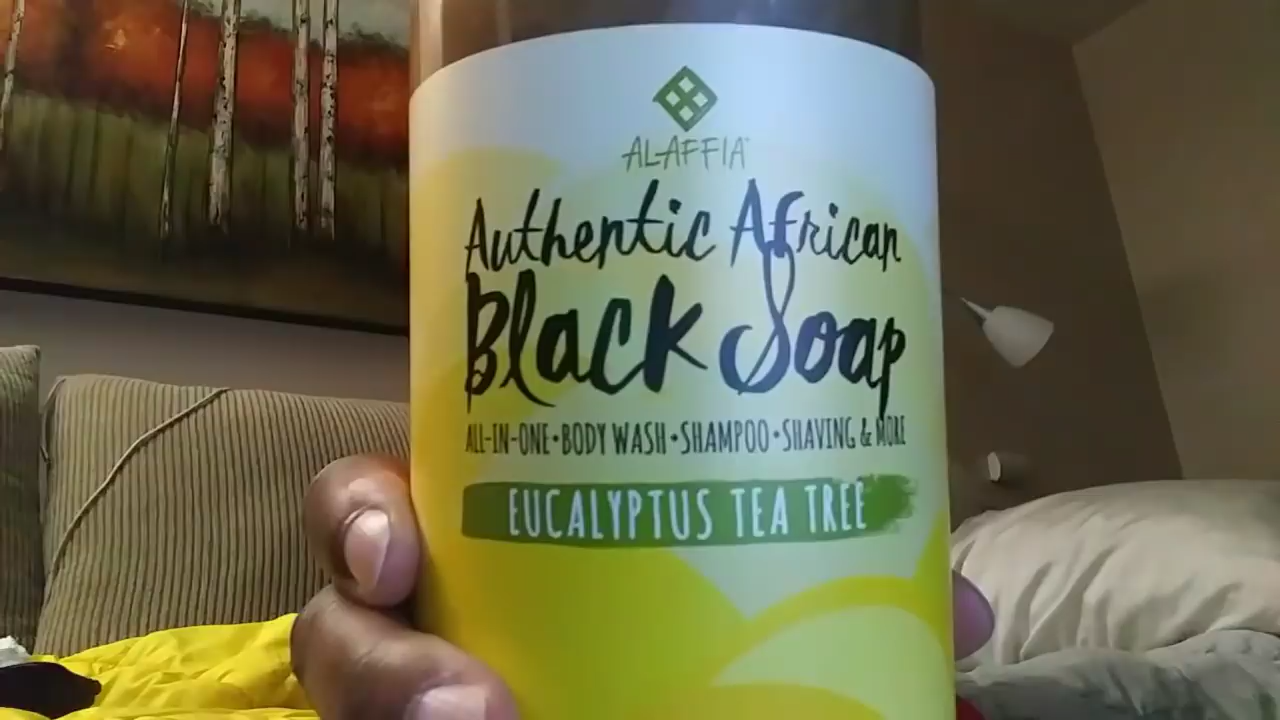 ALAFFIA
Authentic African
Black Soap
ALL-IN-ONE•BODY WASH•SHAMPOO•SHAVING & MORE
EUCALYPTUS TEA TREE